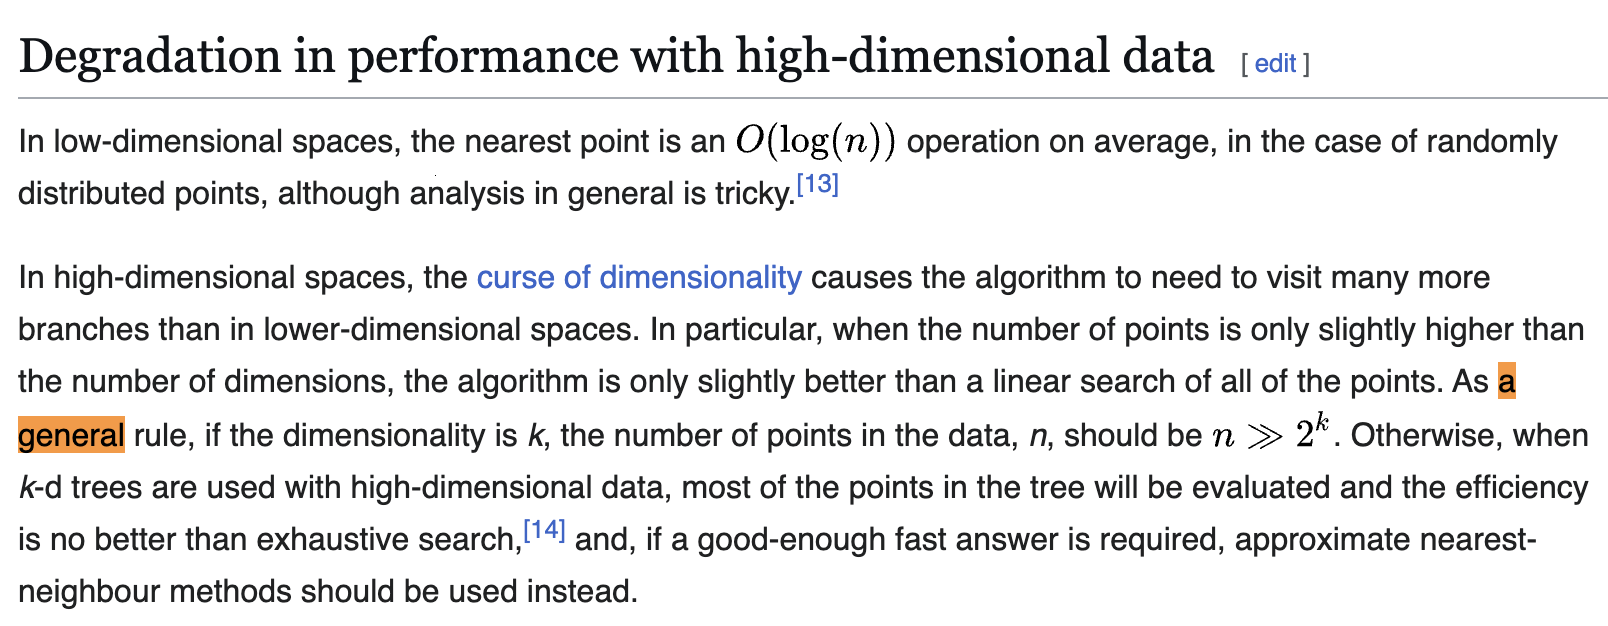 Degradation in performance with high-dimensional data [ edit ]
In low-dimensional spaces, the nearest point is an O(log(n)) operation on average, in the case of randomly
distributed points, although analysis in general is tricky.[13]
In high-dimensional spaces, the curse of dimensionality causes the algorithm to need to visit many more
branches than in lower-dimensional spaces. In particular, when the number of points is only slightly higher than
the number of dimensions, the algorithm is only slightly better than a linear search of all of the points. As a
general rule, if the dimensionality is k, the number of points in the data, n, should be n ≫ 2^k. Otherwise, when
k-d trees are used with high-dimensional data, most of the points in the tree will be evaluated and the efficiency
is no better than exhaustive search,[14] and, if a good-enough fast answer is required, approximate nearest-
neighbour methods should be used instead.